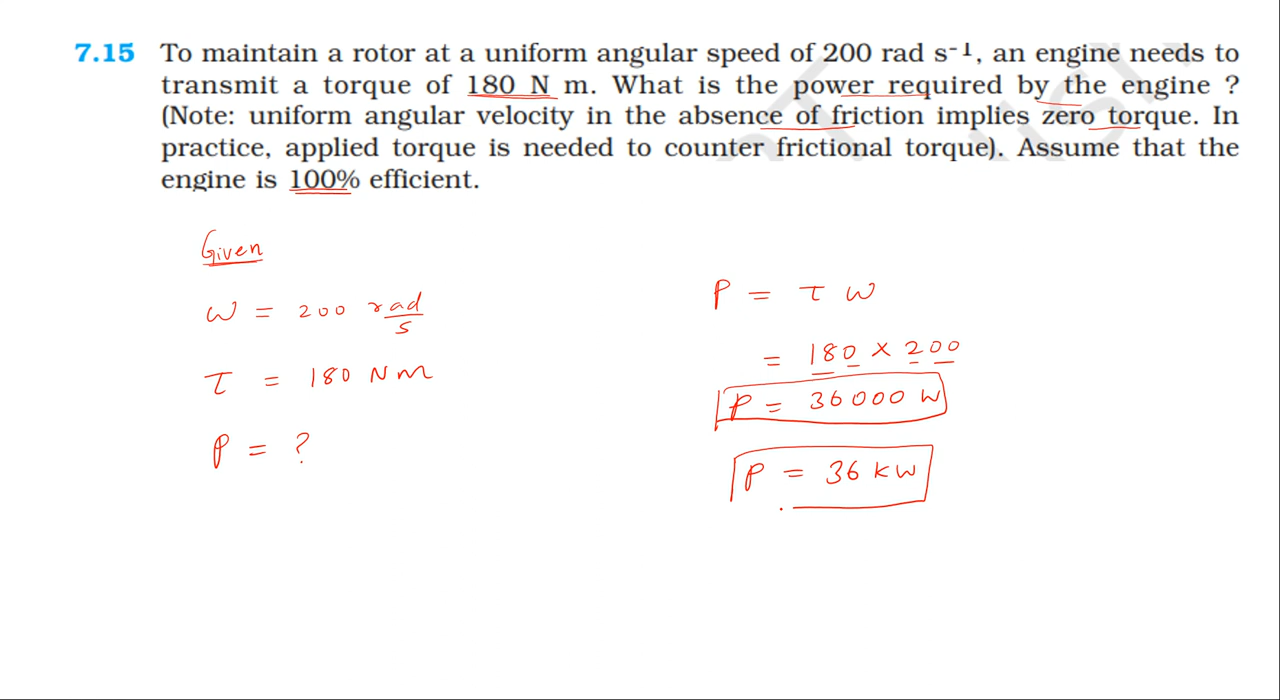 7.15 To maintain a rotor at a uniform angular speed of 200 rad s⁻¹, an engine needs to
transmit a torque of 180 N m. What is the power required by the engine ?
(Note: uniform angular velocity in the absence of friction implies zero torque. In
practice, applied torque is needed to counter frictional torque). Assume that the
engine is 100% efficient.
Given
ω = 200 rad/s
τ = 180 Nm
P = ?
P = τ ω
= 180 × 200
P = 36000 W
P = 36 kW